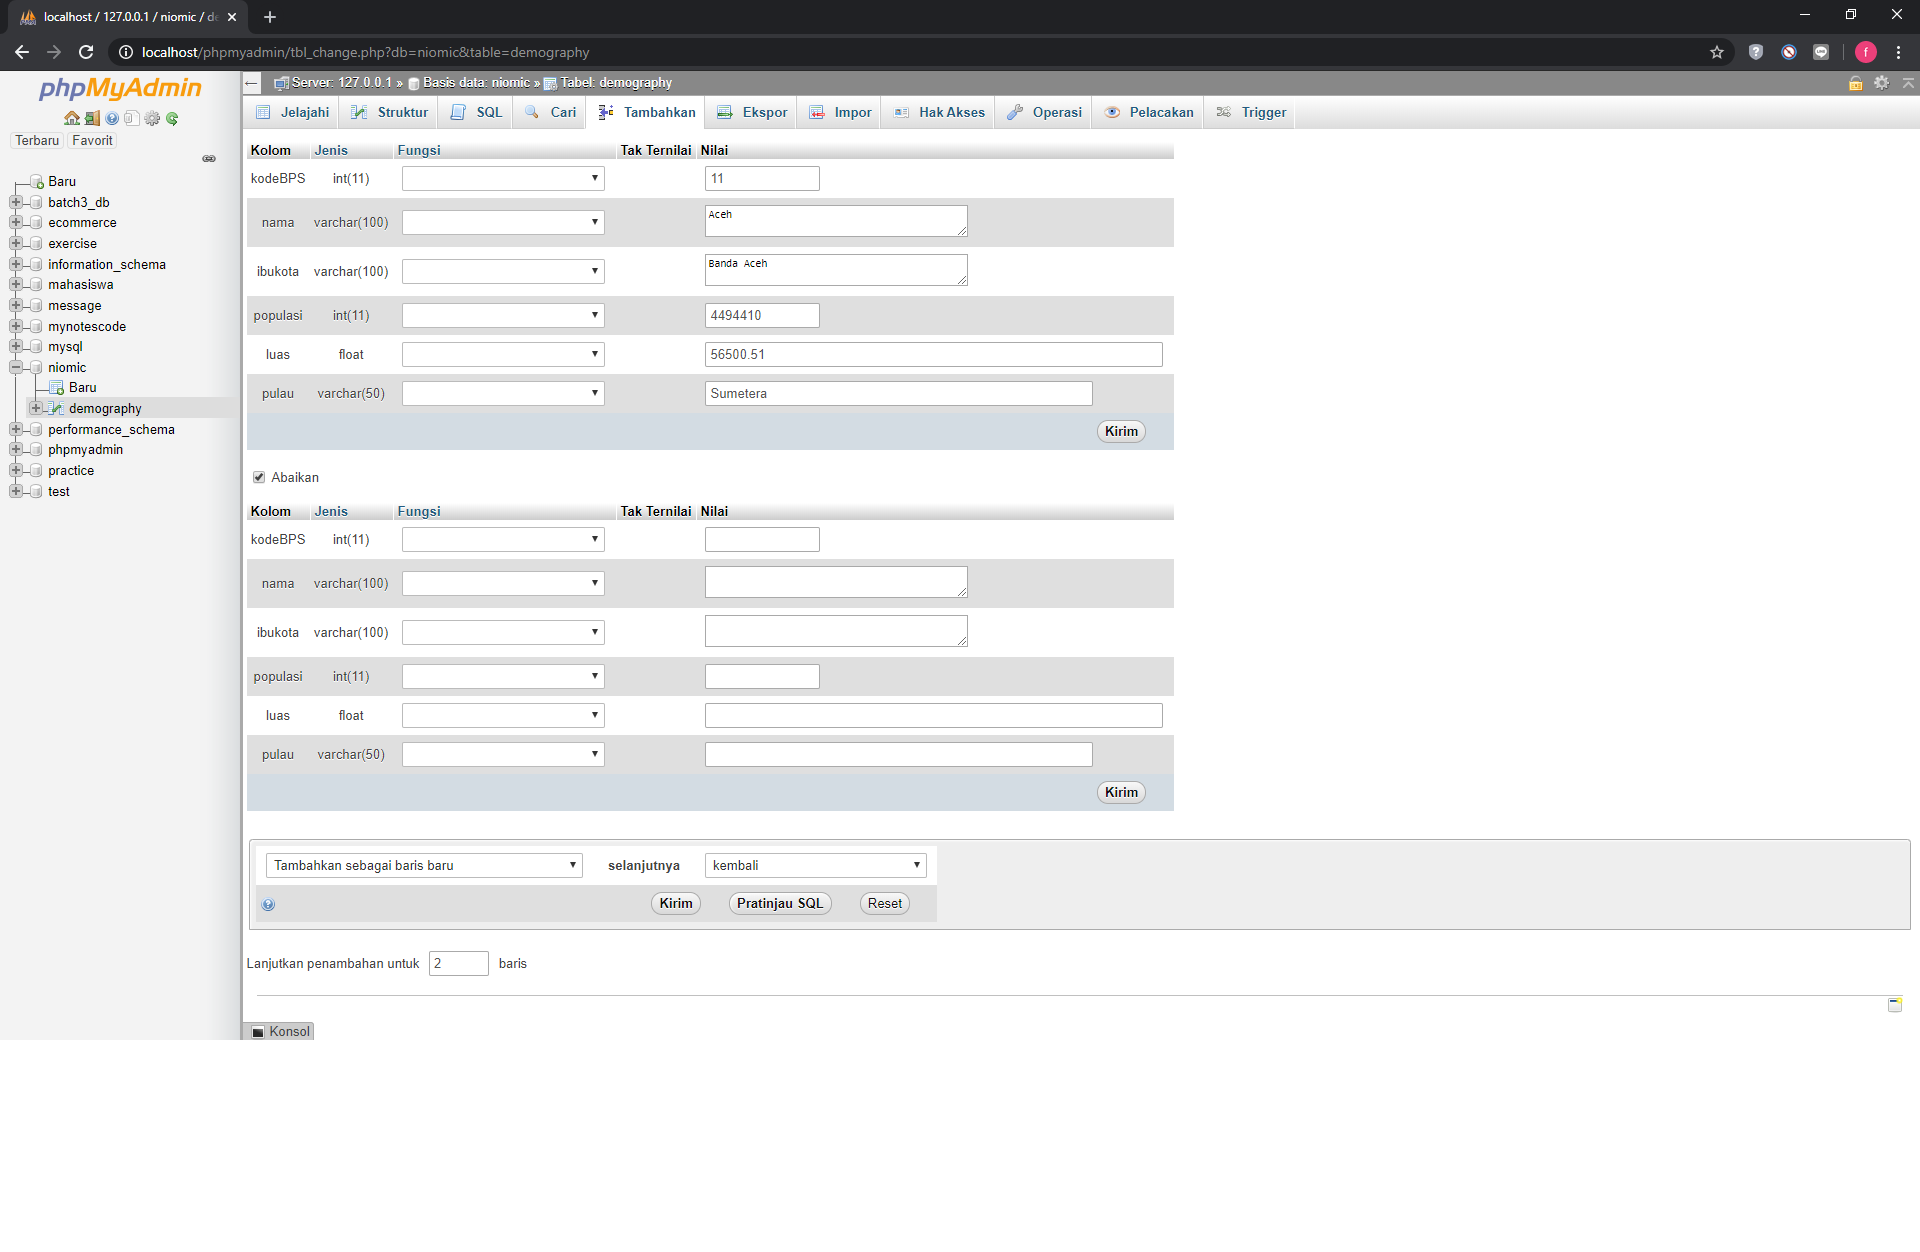 localhost / 127.0.0.1 / niomic / de
localhost/phpmyadmin/tbl_change.php?db=niomic&table=demography
f
phpMyAdmin
Terbaru Favorit
Baru
batch3_db
ecommerce
exercise
information_schema
mahasiswa
message
mynotescode
mysql
niomic
Baru
demography
performance_schema
phpmyadmin
practice
test
Server: 127.0.0.1 » Basis data: niomic » Tabel: demography
Jelajahi Struktur SQL Cari Tambahkan Ekspor Impor Hak Akses Operasi Pelacakan Trigger
Kolom Jenis Fungsi Tak Ternilai Nilai
kodeBPS int(11) 11
nama varchar(100) Aceh
ibukota varchar(100) Banda Aceh
populasi int(11) 4494410
luas float 56500.51
pulau varchar(50) Sumetera
Kirim
Abaikan
Kolom Jenis Fungsi Tak Ternilai Nilai
kodeBPS int(11)
nama varchar(100)
ibukota varchar(100)
populasi int(11)
luas float
pulau varchar(50)
Kirim
Tambahkan sebagai baris baru selanjutnya kembali
Kirim Pratinjau SQL Reset
Lanjutkan penambahan untuk 2 baris
Konsol